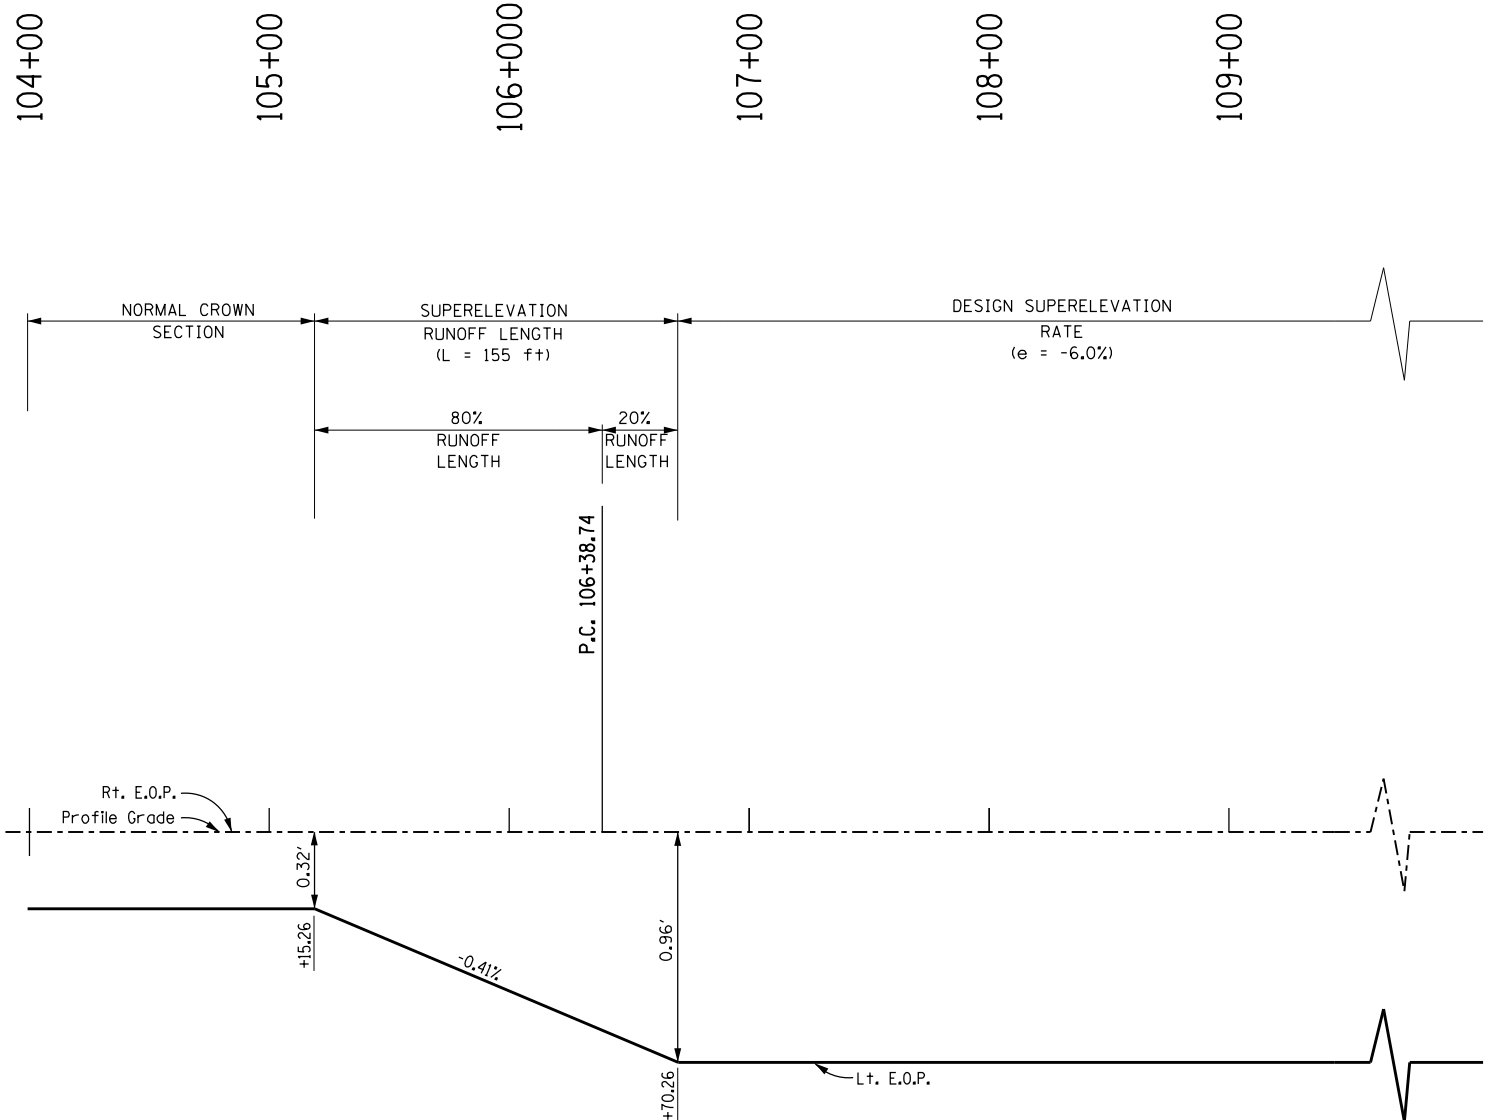 104+00
105+00
106+000
107+00
108+00
109+00
NORMAL CROWN
SECTION
SUPERELEVATION
RUNOFF LENGTH
(L = 155 ft)
DESIGN SUPERELEVATION
RATE
(e = -6.0%)
80%
RUNOFF
LENGTH
20%
RUNOFF
LENGTH
P.C. 106+38.74
Rt. E.O.P.
Profile Grade
0.32'
+15.26
-0.41%
0.96'
+70.26
Lt. E.O.P.